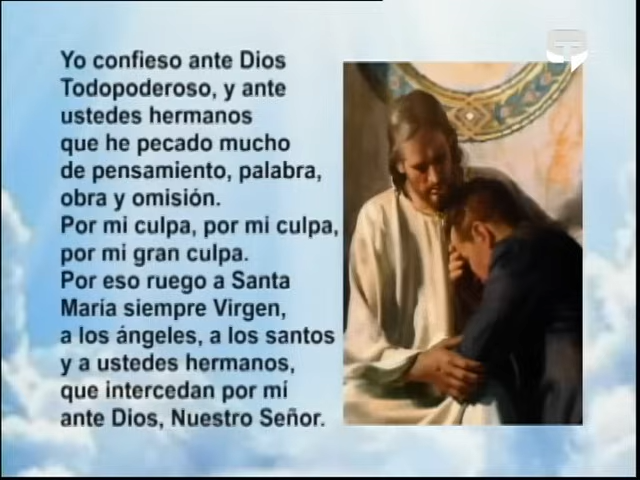 Yo confieso ante Dios
Todopoderoso, y ante
ustedes hermanos
que he pecado mucho
de pensamiento, palabra,
obra y omisión.
Por mi culpa, por mi culpa,
por mi gran culpa.
Por eso ruego a Santa
María siempre Virgen,
a los ángeles, a los santos
y a ustedes hermanos,
que intercedan por mí
ante Dios, Nuestro Señor.